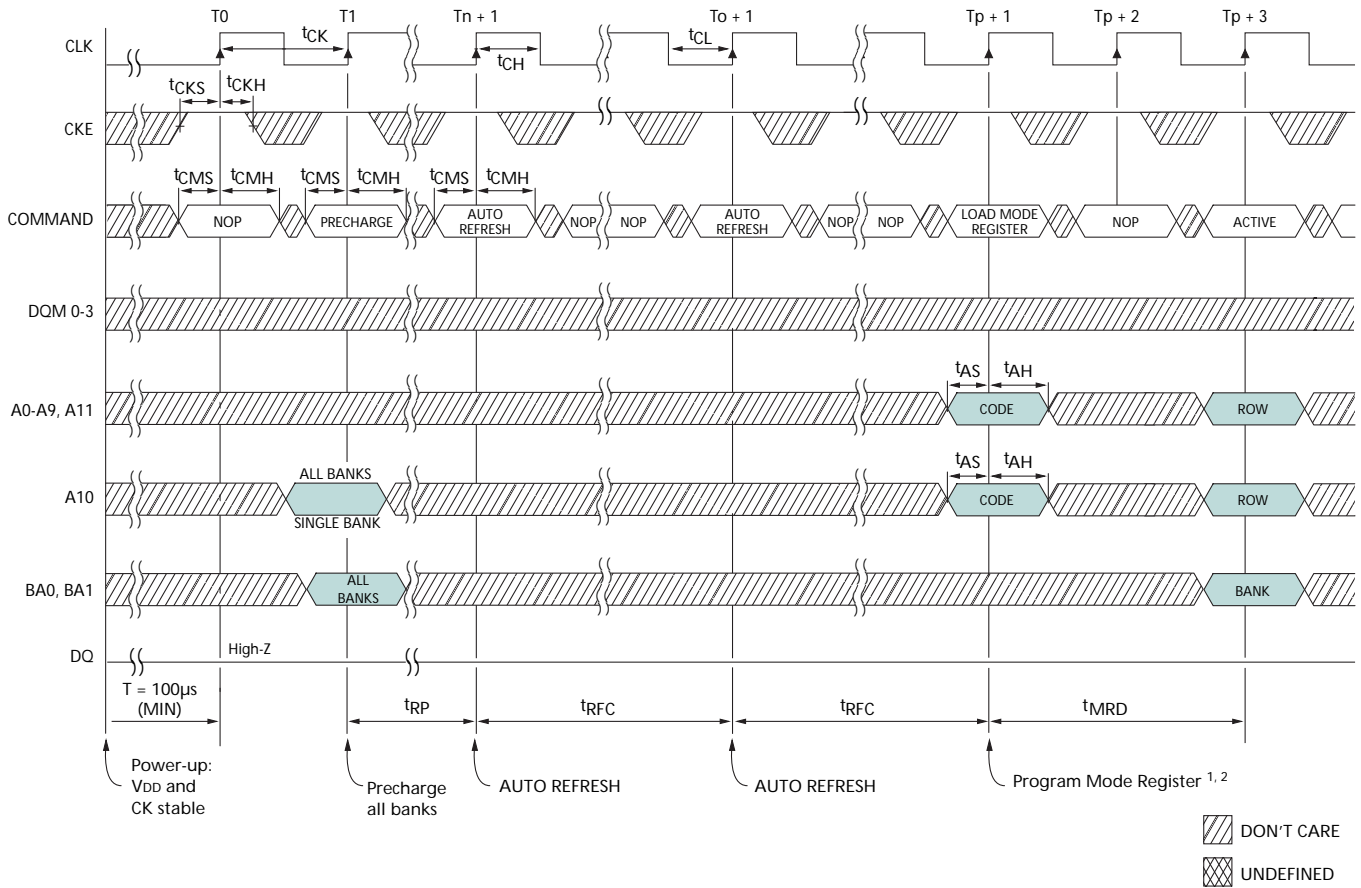 T0 T1 Tn + 1 To + 1 Tp + 1 Tp + 2 Tp + 3
CLK tCK tCH tCL
tCKS tCKH
CKE
tCMS tCMH tCMS tCMH tCMS tCMH
COMMAND NOP PRECHARGE AUTO REFRESH NOP NOP AUTO REFRESH NOP NOP LOAD MODE REGISTER NOP ACTIVE
DQM 0-3
tAS tAH
A0-A9, A11 CODE ROW
ALL BANKS tAS tAH
A10 CODE ROW
SINGLE BANK
BA0, BA1 ALL BANKS BANK
High-Z
DQ
T = 100µs
(MIN)
tRP tRFC tRFC tMRD
Power-up:
VDD and
CK stable
Precharge
all banks
AUTO REFRESH
AUTO REFRESH
Program Mode Register 1, 2
DON'T CARE
UNDEFINED